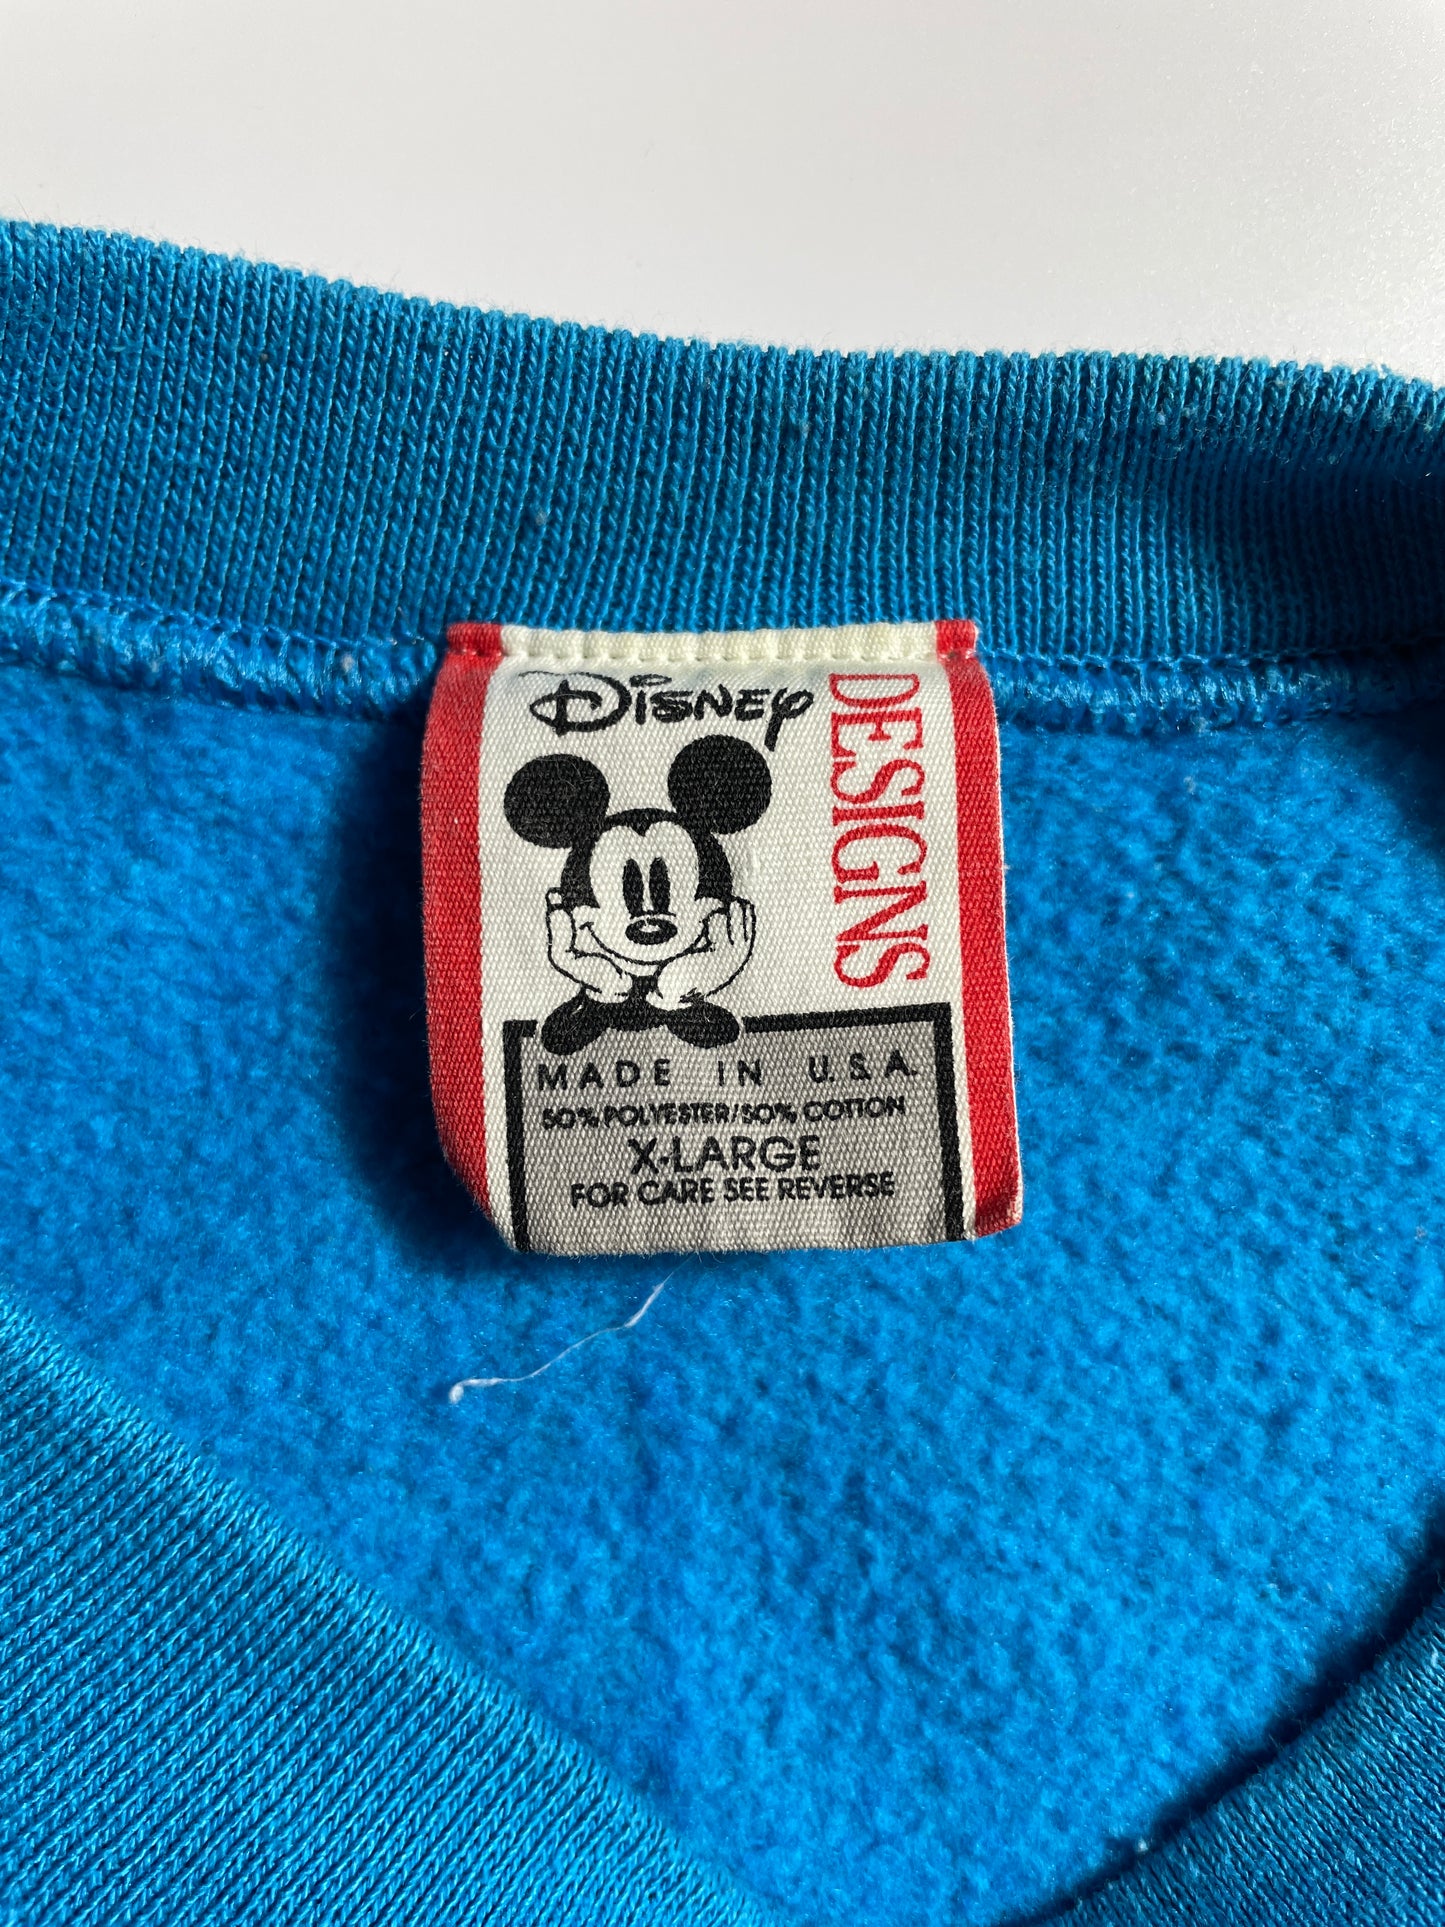 Disney
DESIGNS
MADE IN U.S.A.
50% POLYESTER/50% COTTON
X-LARGE
FOR CARE SEE REVERSE